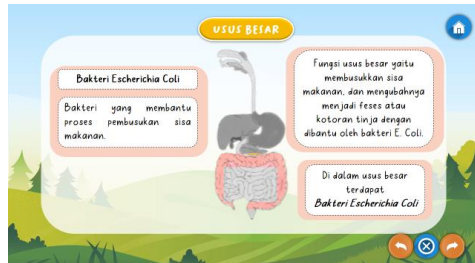 USUS BESAR
Bakteri Escherichia Coli
Bakteri yang membantu
proses pembusukan sisa
makanan.
Fungsi usus besar yaitu
membusukkan sisa
makanan, dan mengubahnya
menjadi feses atau
kotoran tinja dengan
dibantu oleh bakteri E. Coli.
Di dalam usus besar
terdapat
Bakteri Escherichia Coli